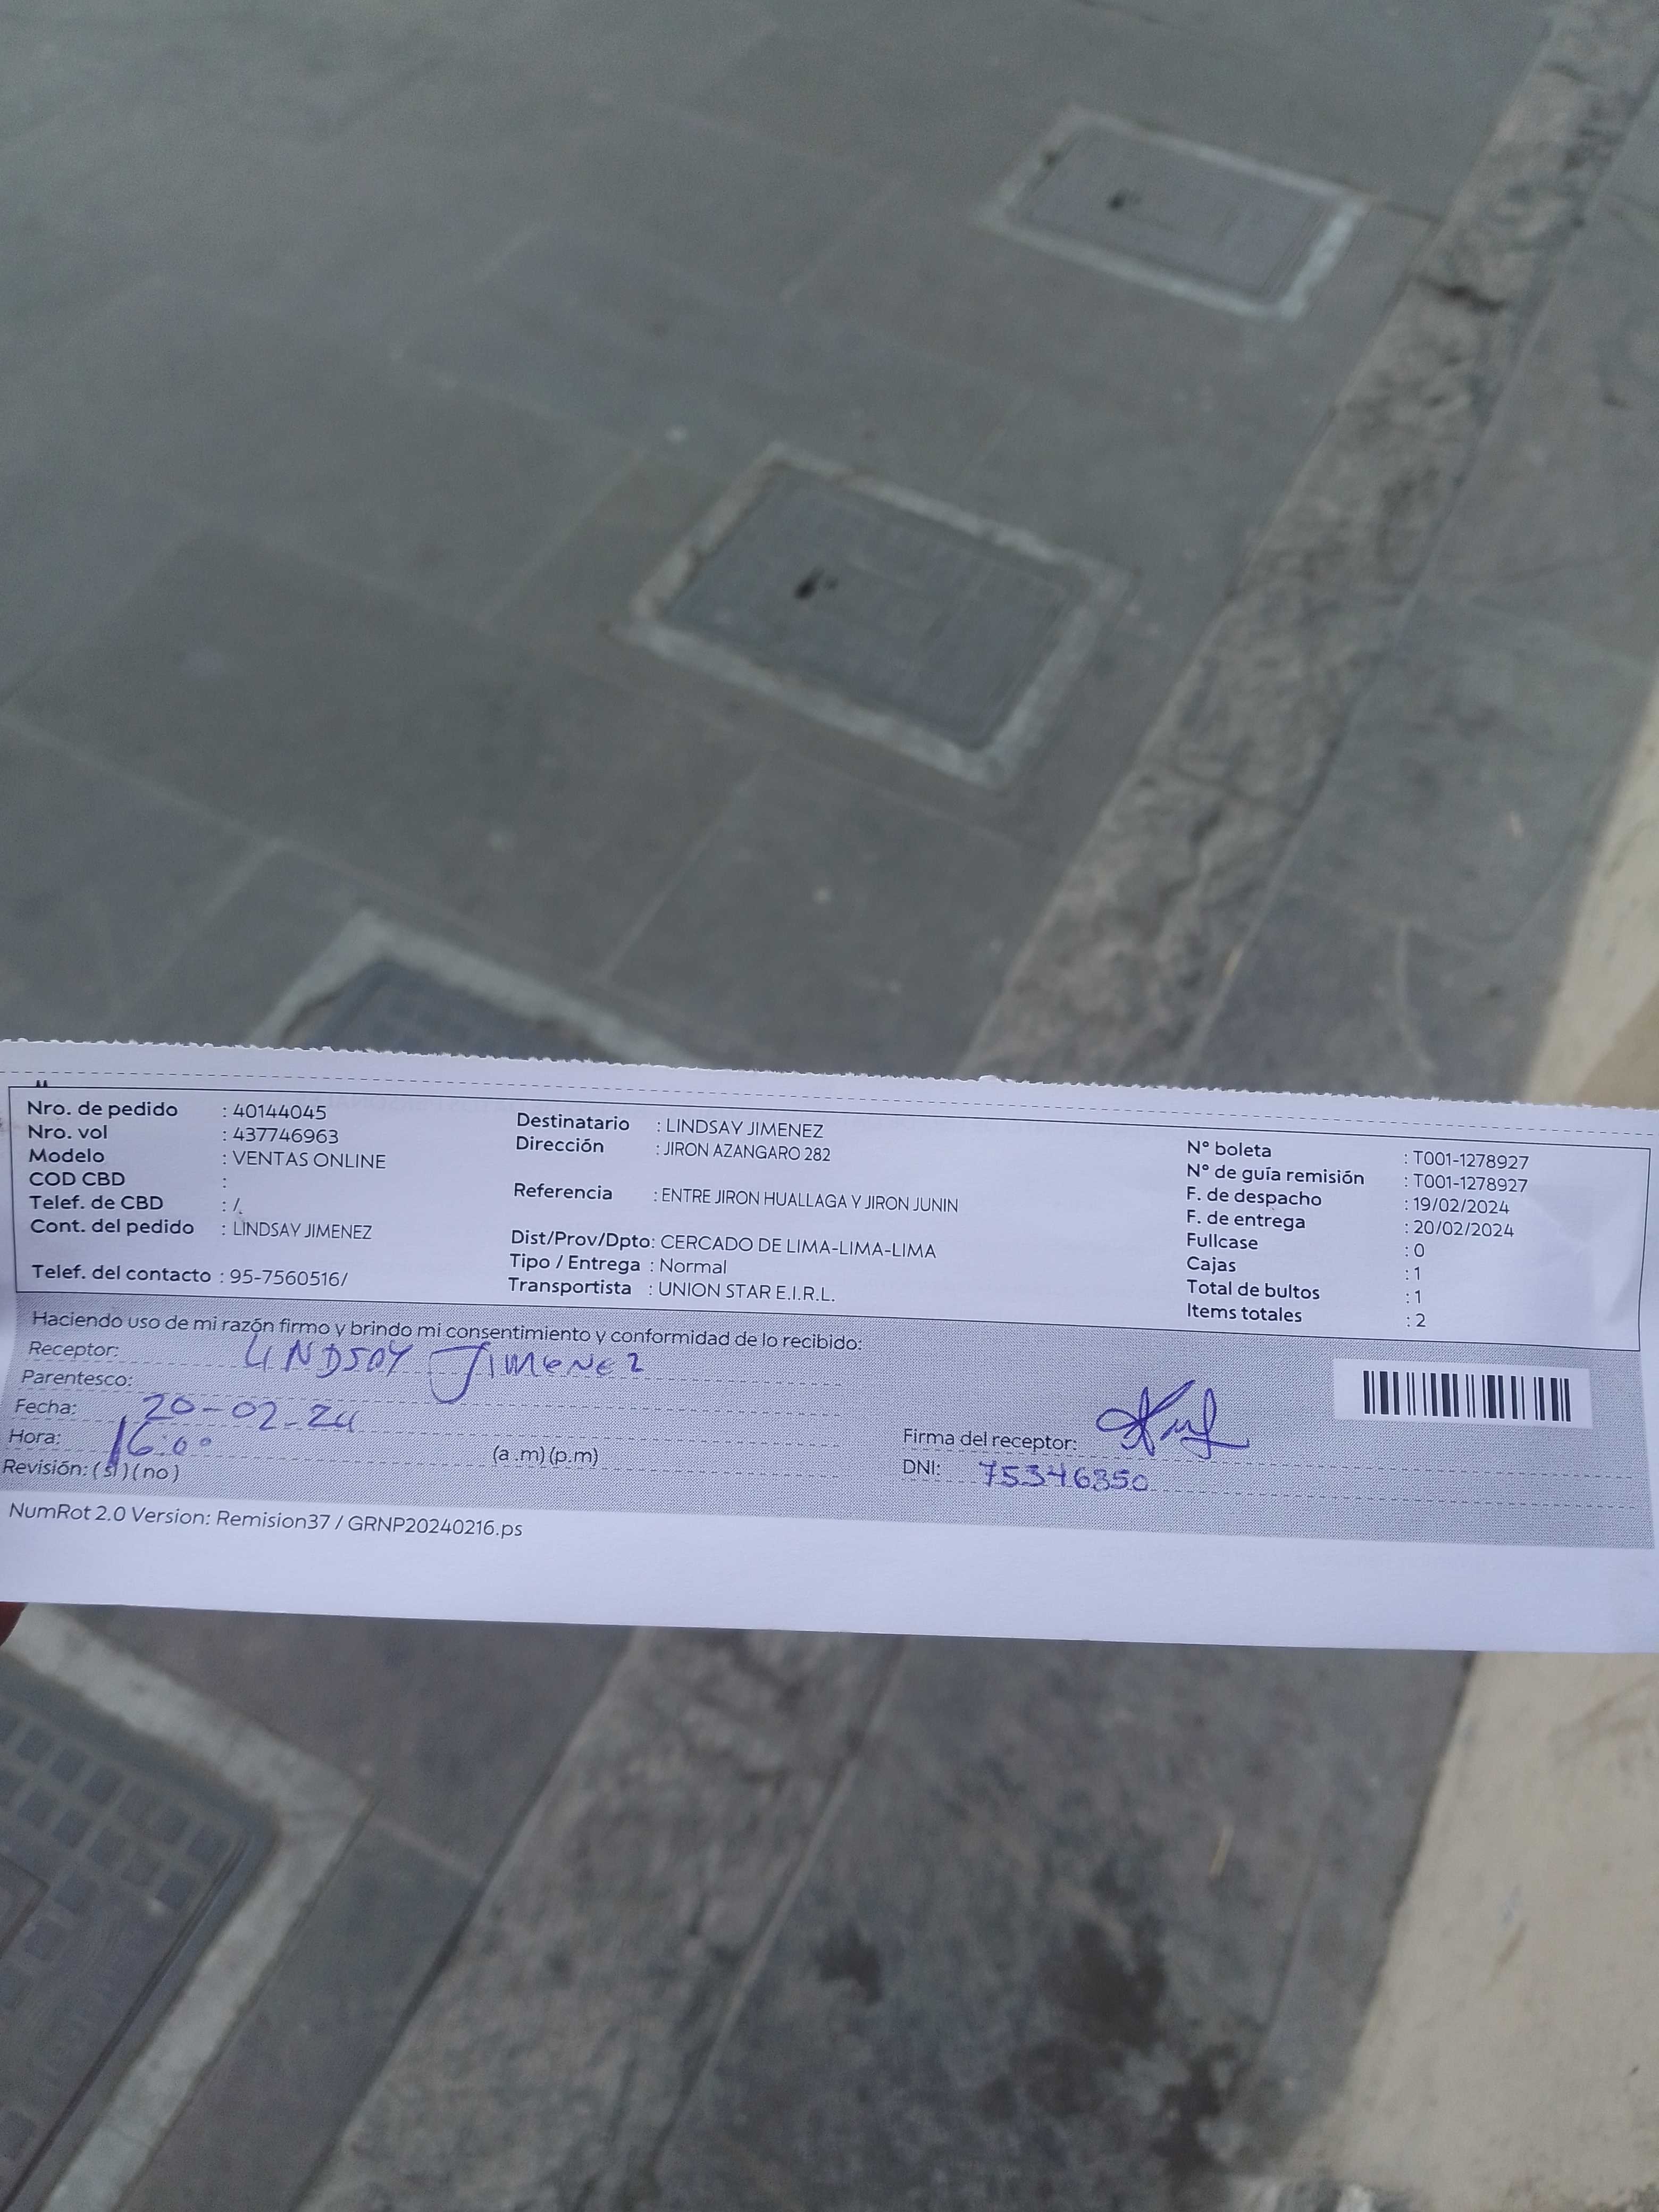 Nro. de pedido : 40144045
Nro. vol : 437746963
Modelo : VENTAS ONLINE
COD CBD :
Telef. de CBD : /.
Cont. del pedido : LINDSAY JIMENEZ
Telef. del contacto : 95-7560516/
Destinatario : LINDSAY JIMENEZ
Dirección : JIRON AZANGARO 282
Referencia : ENTRE JIRON HUALLAGA Y JIRON JUNIN
Dist/Prov/Dpto: CERCADO DE LIMA-LIMA-LIMA
Tipo / Entrega : Normal
Transportista : UNION STAR E.I.R.L.
N° boleta : T001-1278927
N° de guía remisión : T001-1278927
F. de despacho : 19/02/2024
F. de entrega : 20/02/2024
Fullcase : 0
Cajas : 1
Total de bultos : 1
Items totales : 2
Haciendo uso de mi razón firmo y brindo mi consentimiento y conformidad de lo recibido:
Receptor: LINDSAY JIMENEZ
Parentesco:
Fecha: 20-02-24
Hora: 16:00 (a .m) (p.m)
Revisión: (si) (no)
Firma del receptor:
DNI: 75346350
NumRot 2.0 Version: Remision37 / GRNP20240216.ps